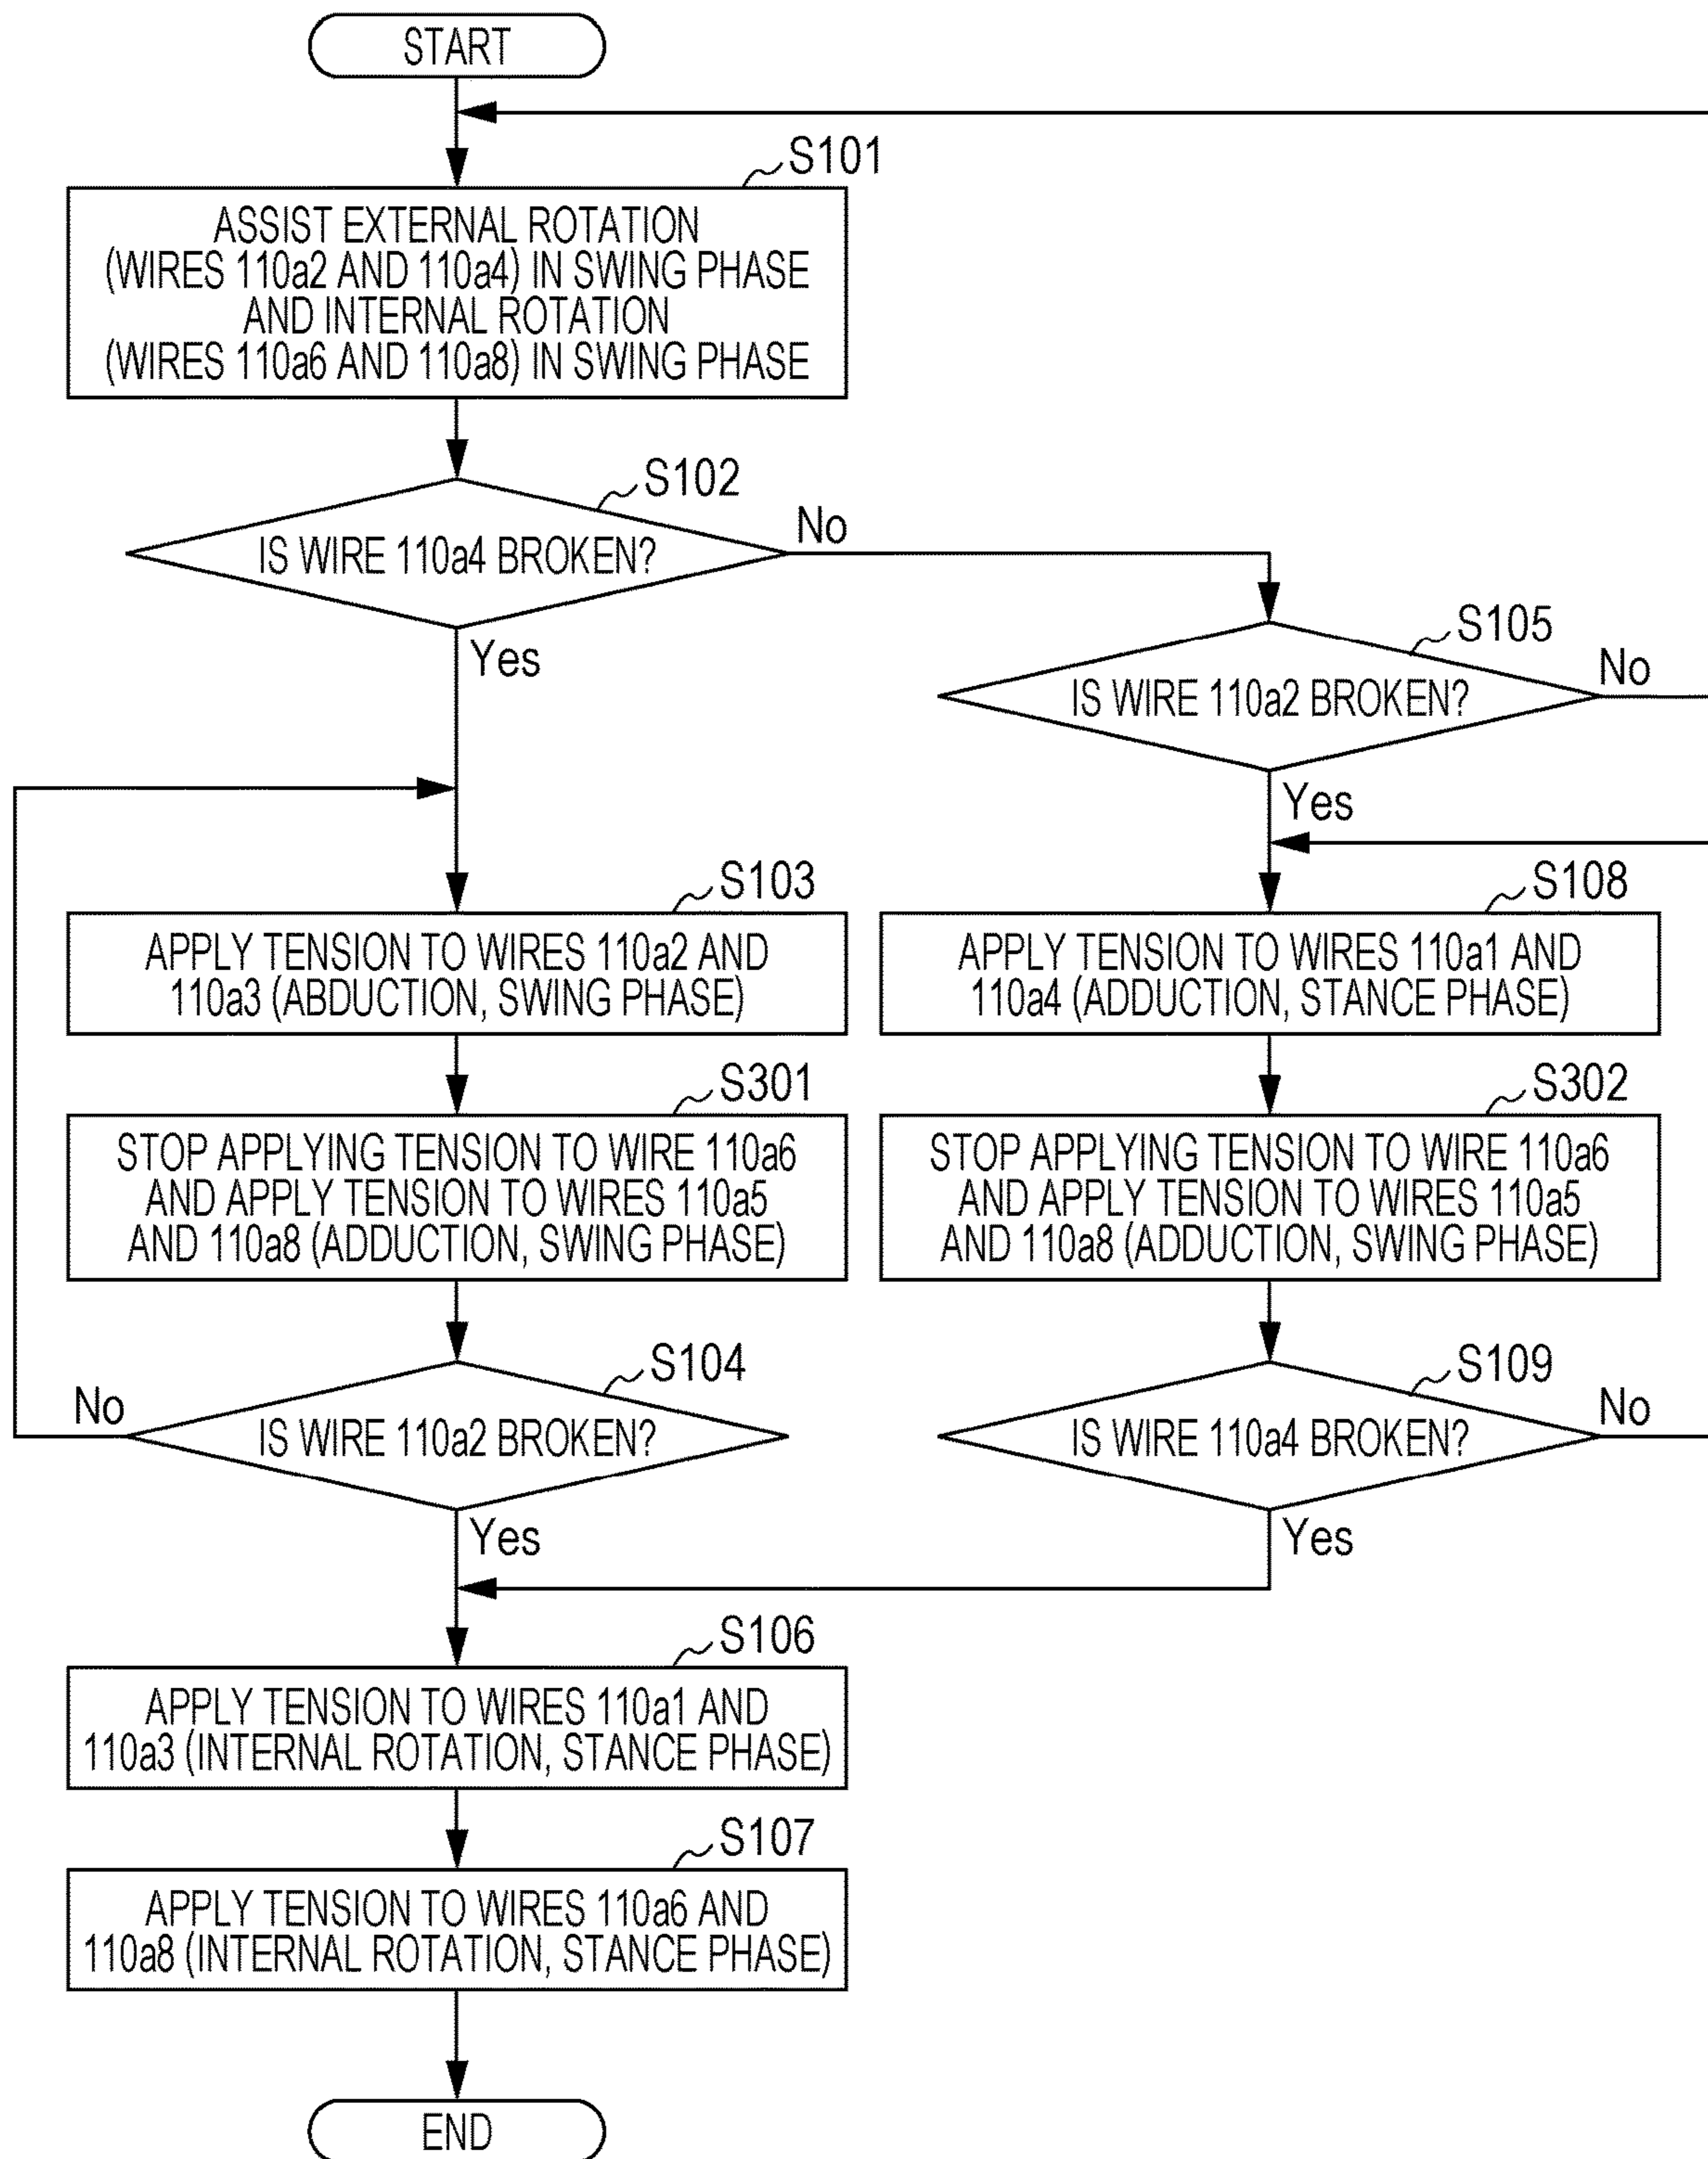 START
S101
ASSIST EXTERNAL ROTATION
(WIRES 110a2 AND 110a4) IN SWING PHASE
AND INTERNAL ROTATION
(WIRES 110a6 AND 110a8) IN SWING PHASE
S102
IS WIRE 110a4 BROKEN?
No
Yes
S105
IS WIRE 110a2 BROKEN?
No
Yes
S103
APPLY TENSION TO WIRES 110a2 AND
110a3 (ABDUCTION, SWING PHASE)
S108
APPLY TENSION TO WIRES 110a1 AND
110a4 (ADDUCTION, STANCE PHASE)
S301
STOP APPLYING TENSION TO WIRE 110a6
AND APPLY TENSION TO WIRES 110a5
AND 110a8 (ADDUCTION, SWING PHASE)
S302
STOP APPLYING TENSION TO WIRE 110a6
AND APPLY TENSION TO WIRES 110a5
AND 110a8 (ADDUCTION, SWING PHASE)
S104
No
IS WIRE 110a2 BROKEN?
Yes
S109
IS WIRE 110a4 BROKEN?
No
Yes
S106
APPLY TENSION TO WIRES 110a1 AND
110a3 (INTERNAL ROTATION, STANCE PHASE)
S107
APPLY TENSION TO WIRES 110a6 AND
110a8 (INTERNAL ROTATION, STANCE PHASE)
END